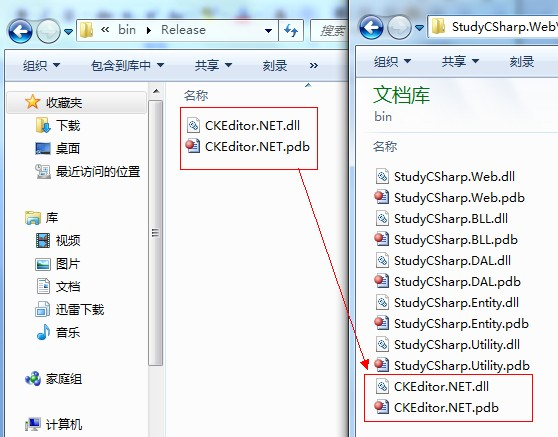 « bin ▸ Release
搜索
组织
包含到库中
共享
刻录
»
收藏夹
下载
桌面
最近访问的位置
库
视频
图片
文档
迅雷下载
音乐
家庭组
计算机
名称
CKEditor.NET.dll
CKEditor.NET.pdb
StudyCSharp.Web
组织
共享
刻录
文档库
bin
名称
StudyCSharp.Web.dll
StudyCSharp.Web.pdb
StudyCSharp.BLL.dll
StudyCSharp.BLL.pdb
StudyCSharp.DAL.dll
StudyCSharp.DAL.pdb
StudyCSharp.Entity.dll
StudyCSharp.Entity.pdb
StudyCSharp.Utility.dll
StudyCSharp.Utility.pdb
CKEditor.NET.dll
CKEditor.NET.pdb